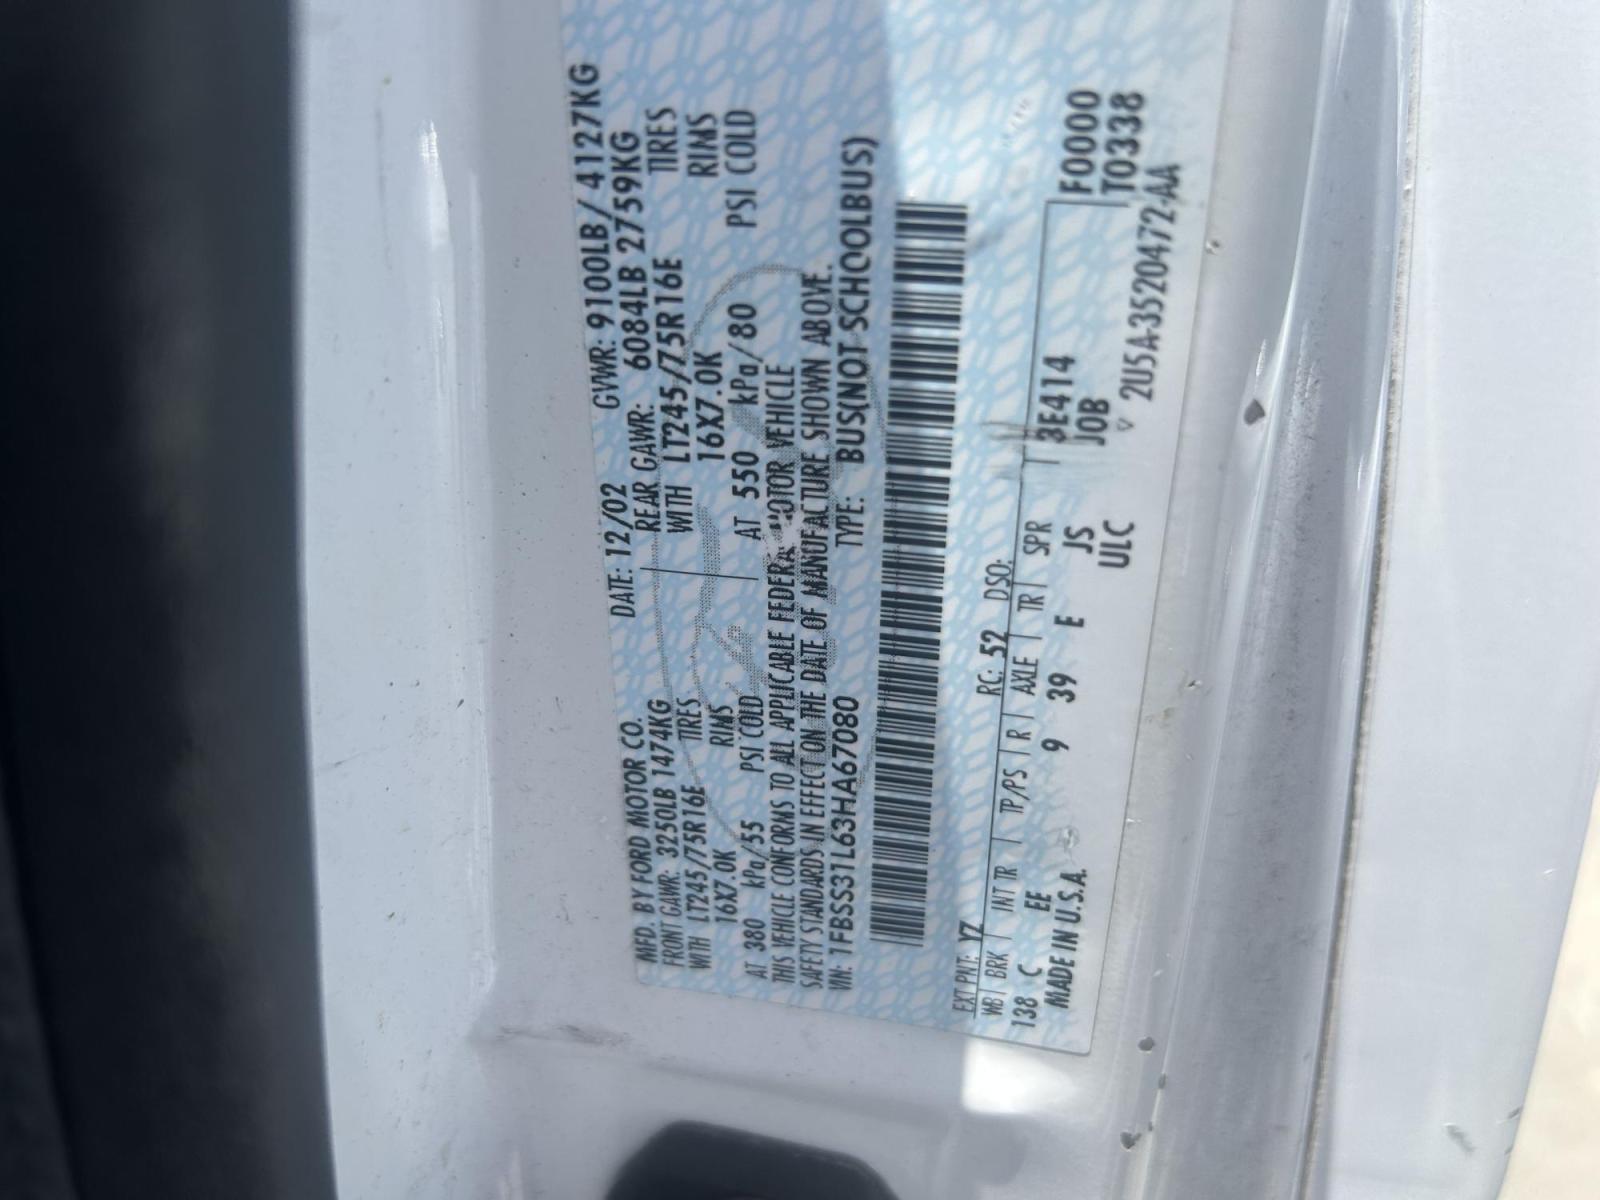 MFD. BY FORD MOTOR CO. DATE: 12/02 GVWR: 9100LB / 4127KG
FRONT GAWR: 3250LB 1474KG REAR GAWR: 6084LB 2759KG
WITH LT245/75R16E TIRES WITH LT245/75R16E TIRES
16X7.0K RIMS 16X7.0K RIMS
AT 380 kPa/55 PSI COLD AT 550 kPa/80 PSI COLD
THIS VEHICLE CONFORMS TO ALL APPLICABLE FEDERAL MOTOR VEHICLE
SAFETY STANDARDS IN EFFECT ON THE DATE OF MANUFACTURE SHOWN ABOVE.
VIN: 1FBSS31L63HA67080 TYPE: BUS(NOT SCHOOLBUS)
EXT PNT: YZ RC: 52 DSO: F0000
WB BRK INT TR TP/PS R AXLE TR SPR 3E414 T0338
138 C EE 9 39 E JS JOB
MADE IN U.S.A. ULC 2U5A-3520472-AA